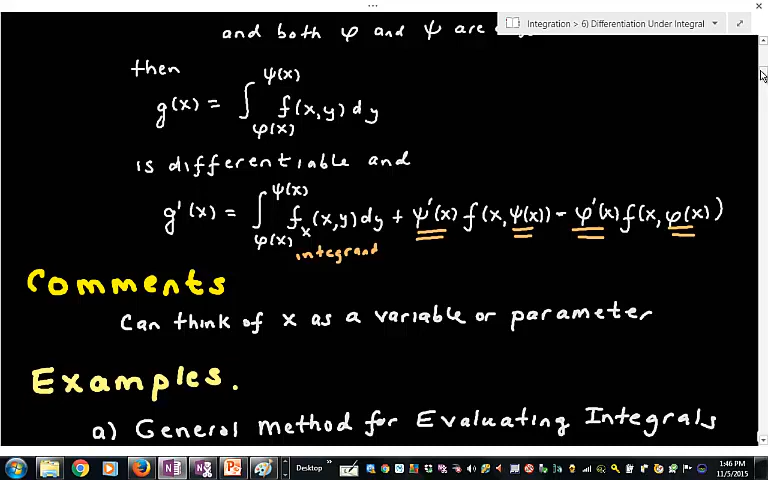 Integration > 6) Differentiation Under Integral
and both φ and ψ are
then
g(x) = ∫_{φ(x)}^{ψ(x)} f(x,y) dy
is differentiable and
g'(x) = ∫_{φ(x)}^{ψ(x)} f_x (x,y) dy + ψ'(x) f(x, ψ(x)) - φ'(x) f(x, φ(x))
integrand
Comments
Can think of x as a variable or parameter
Examples.
a) General method for Evaluating Integrals
Desktop
1:46 PM
11/5/2015